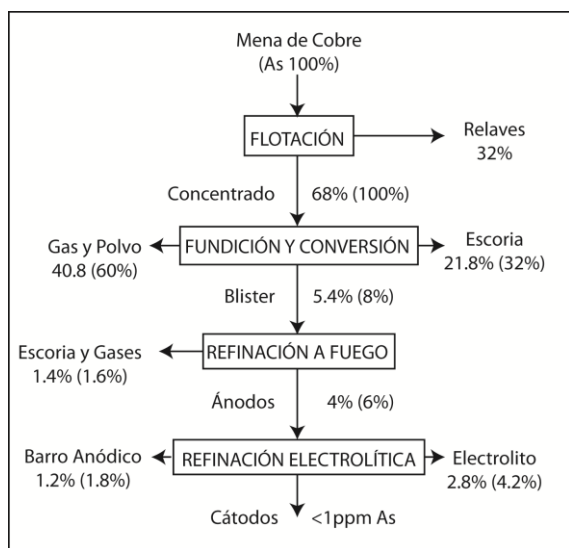 Mena de Cobre
(As 100%)
FLOTACIÓN
Relaves
32%
Concentrado
68% (100%)
Gas y Polvo
40.8 (60%)
FUNDICIÓN Y CONVERSIÓN
Escoria
21.8% (32%)
Blister
5.4% (8%)
Escoria y Gases
1.4% (1.6%)
REFINACIÓN A FUEGO
Ánodos
4% (6%)
Barro Anódico
1.2% (1.8%)
REFINACIÓN ELECTROLÍTICA
Electrolito
2.8% (4.2%)
Cátodos
<1ppm As